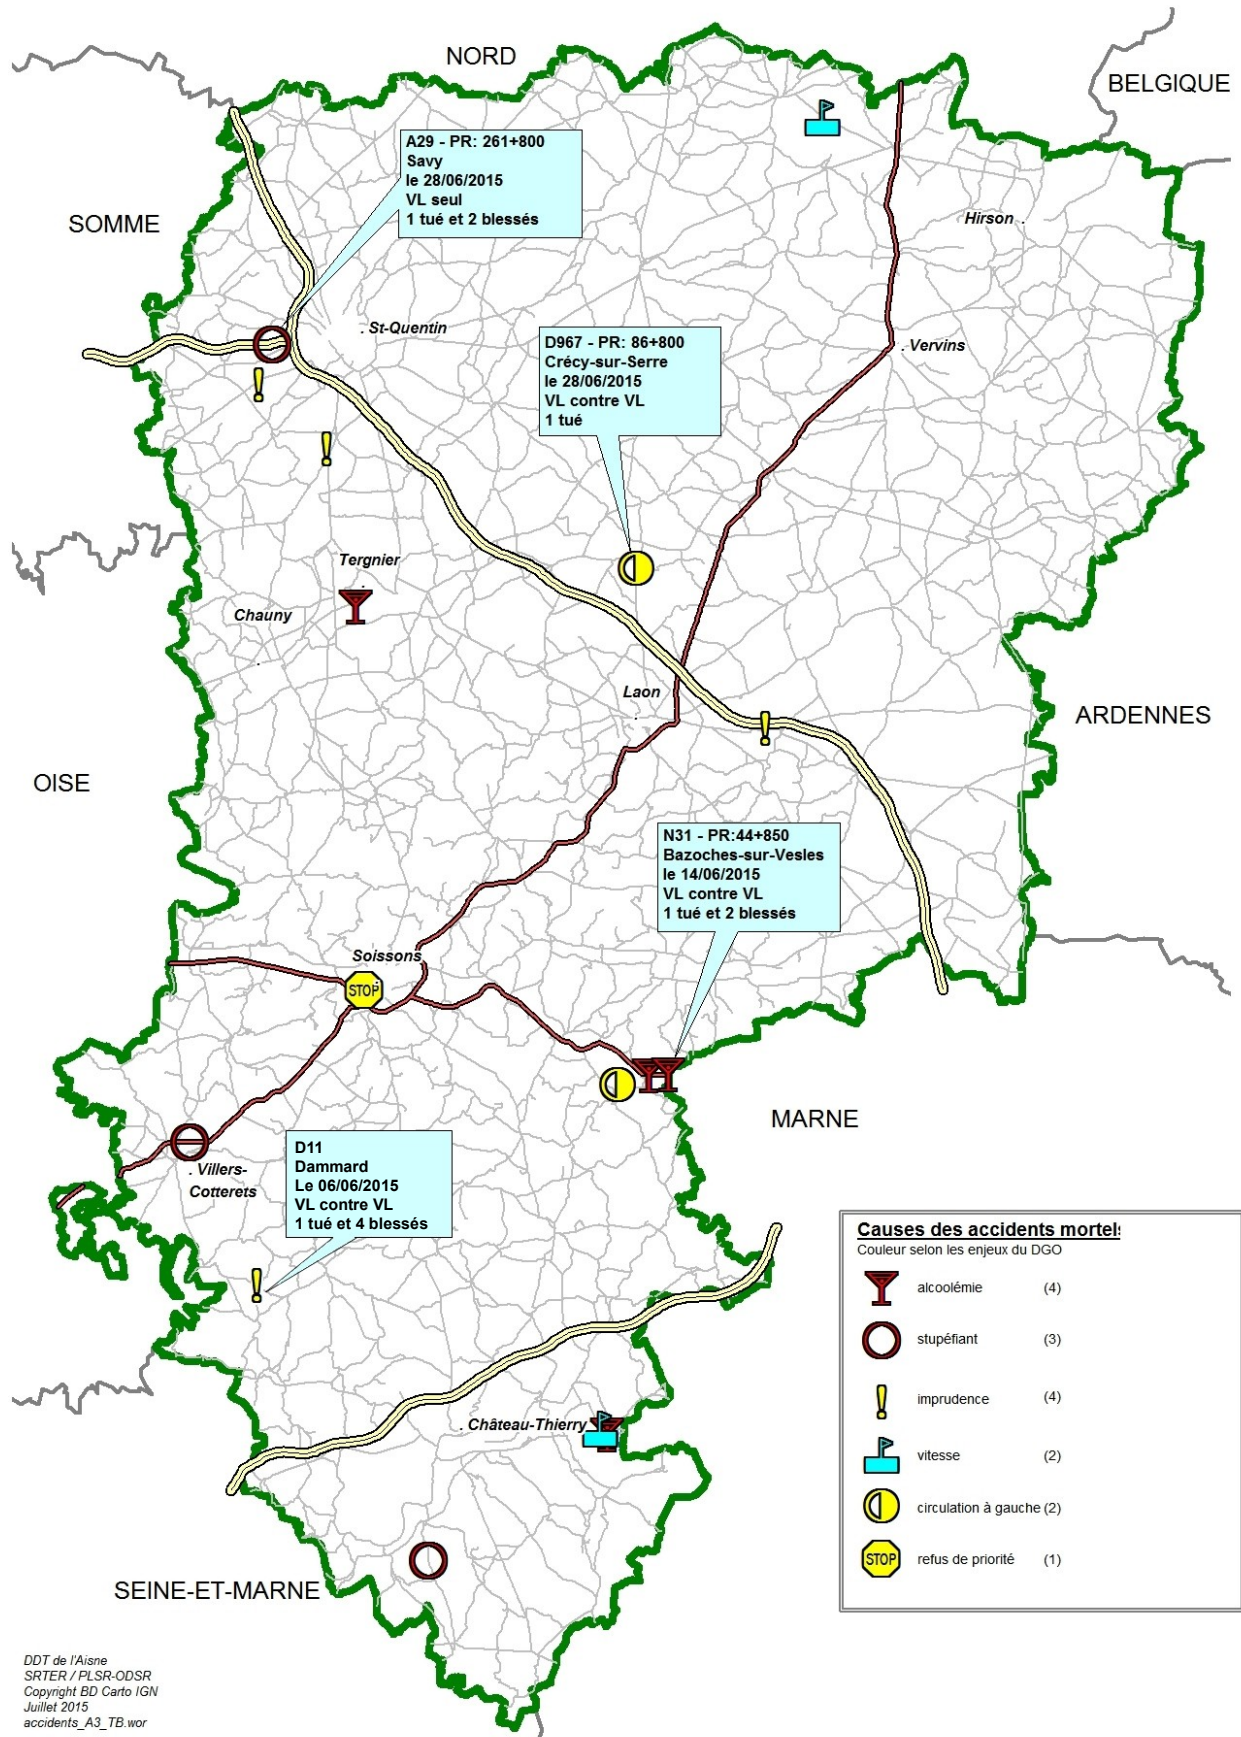 NORD
BELGIQUE
A29 - PR: 261+800
Savy
le 28/06/2015
VL seul
1 tué et 2 blessés
SOMME
Hirson
St-Quentin
D967 - PR: 86+800
Crécy-sur-Serre
le 28/06/2015
VL contre VL
1 tué
Vervins
Tergnier
Chauny
Laon
ARDENNES
OISE
N31 - PR:44+850
Bazoches-sur-Vesles
le 14/06/2015
VL contre VL
1 tué et 2 blessés
Soissons
STOP
MARNE
D11
Dammard
Le 06/06/2015
VL contre VL
1 tué et 4 blessés
Villers-
Cotterets
Causes des accidents mortels
Couleur selon les enjeux du DGO
alcoolémie (4)
stupéfiant (3)
imprudence (4)
vitesse (2)
circulation à gauche (2)
STOP refus de priorité (1)
Château-Thierry
SEINE-ET-MARNE
DDT de l'Aisne
SRTER / PLSR-ODSR
Copyright BD Carto IGN
Juillet 2015
accidents_A3_TB.wor